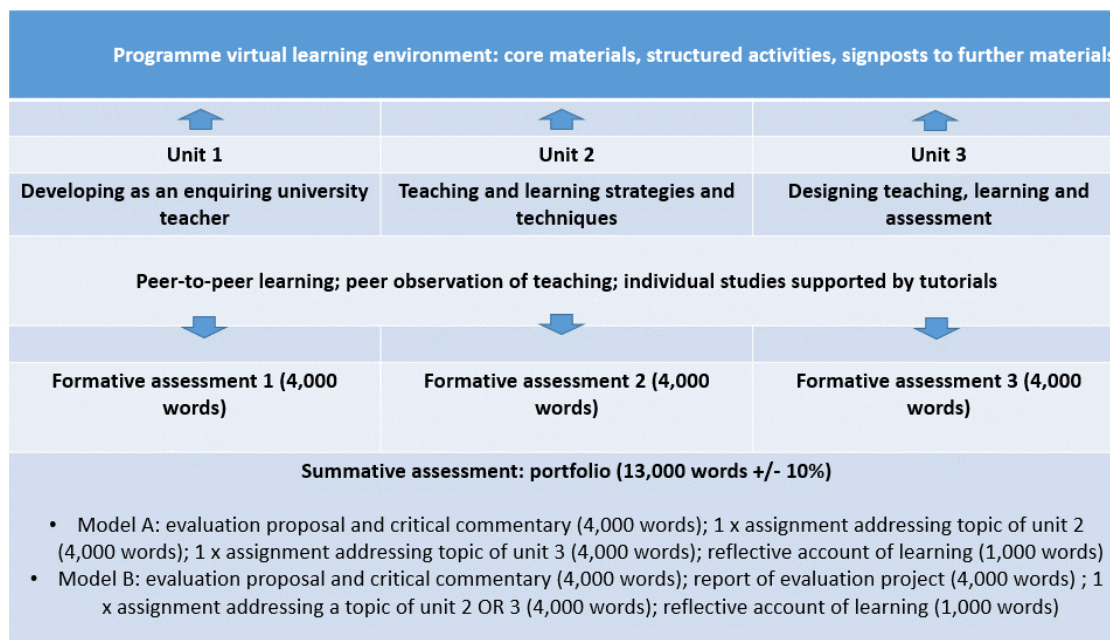 Programme virtual learning environment: core materials, structured activities, signposts to further materials
Unit 1
Unit 2
Unit 3
Developing as an enquiring university
teacher
Teaching and learning strategies and
techniques
Designing teaching, learning and
assessment
Peer-to-peer learning; peer observation of teaching; individual studies supported by tutorials
Formative assessment 1 (4,000
words)
Formative assessment 2 (4,000
words)
Formative assessment 3 (4,000
words)
Summative assessment: portfolio (13,000 words +/- 10%)
• Model A: evaluation proposal and critical commentary (4,000 words); 1 x assignment addressing topic of unit 2
(4,000 words); 1 x assignment addressing topic of unit 3 (4,000 words); reflective account of learning (1,000 words)
• Model B: evaluation proposal and critical commentary (4,000 words); report of evaluation project (4,000 words) ; 1
x assignment addressing a topic of unit 2 OR 3 (4,000 words); reflective account of learning (1,000 words)